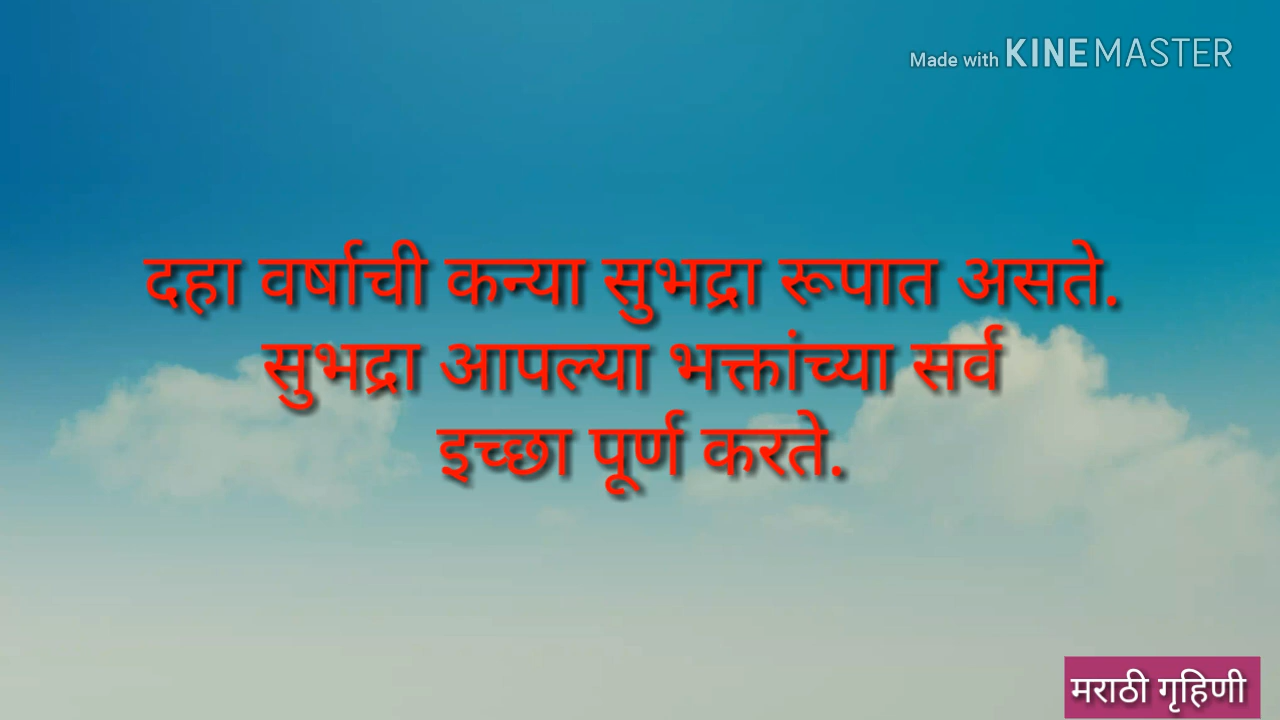 Made with KINEMASTER
दहा वर्षाची कन्या सुभद्रा रूपात असते.
सुभद्रा आपल्या भक्तांच्या सर्व
इच्छा पूर्ण करते.
मराठी गृहिणी